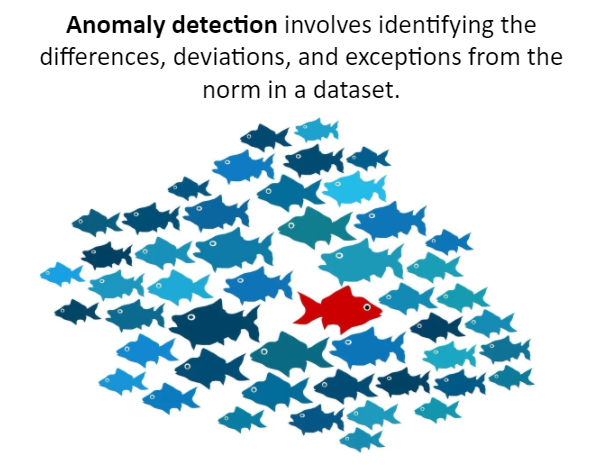 Anomaly detection involves identifying the
differences, deviations, and exceptions from the
norm in a dataset.